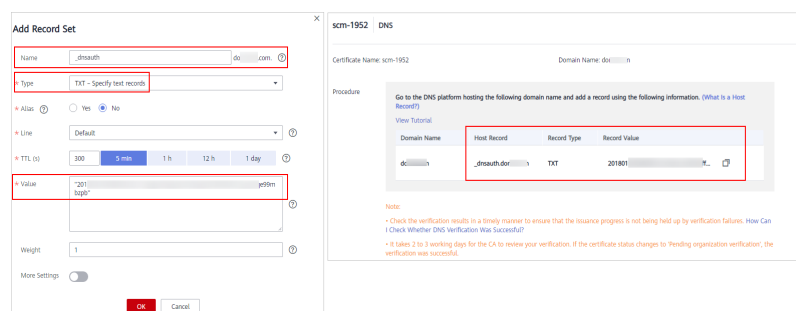 Add Record Set
×
Name
_dnsauth
do com.
* Type
TXT – Specify text records
* Alias
Yes
No
* Line
Default
* TTL (s)
300
5 min
1 h
12 h
1 day
* Value
"201 je99m
bzpb"
Weight
1
More Settings
OK
Cancel
scm-1952
DNS
Certificate Name: scm-1952
Domain Name: do n
Procedure
Go to the DNS platform hosting the following domain name and add a record using the following information. (What Is a Host
Record?)
View Tutorial
Domain Name
Host Record
Record Type
Record Value
dc n
_dnsauth.dor n
TXT
201801 ff...
Note:
• Check the verification results in a timely manner to ensure that the issuance progress is not being held up by verification failures. How Can
I Check Whether DNS Verification Was Successful?
• It takes 2 to 3 working days for the CA to review your verification. If the certificate status changes to 'Pending organization verification', the
verification was successful.